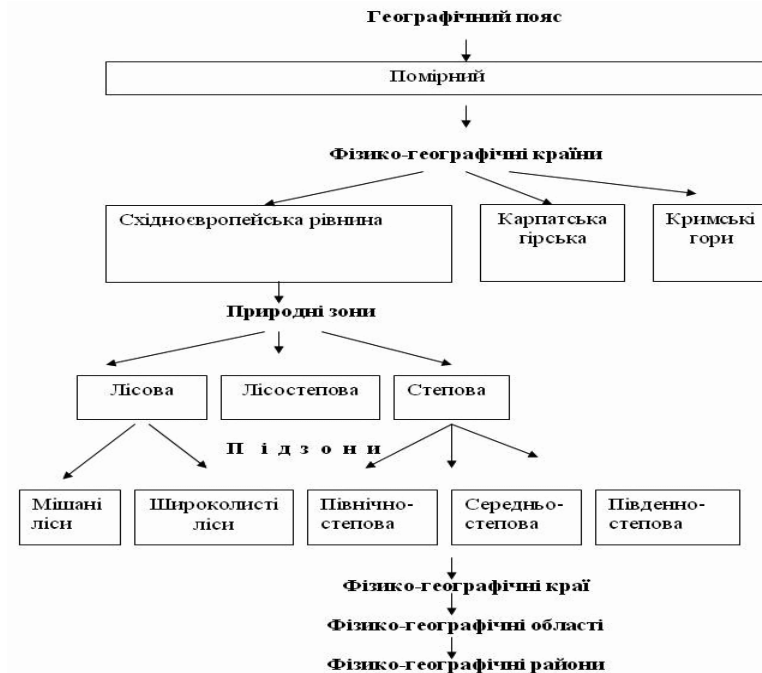 Географічний пояс
Помірний
Фізико-географічні країни
Східноєвропейська рівнина
Карпатська
гірська
Кримські
гори
Природні зони
Лісова
Лісостепова
Степова
Підзони
Мішані
ліси
Широколисті
ліси
Північно-
степова
Середньо-
степова
Південно-
степова
Фізико-географічні краї
Фізико-географічні області
Фізико-географічні райони